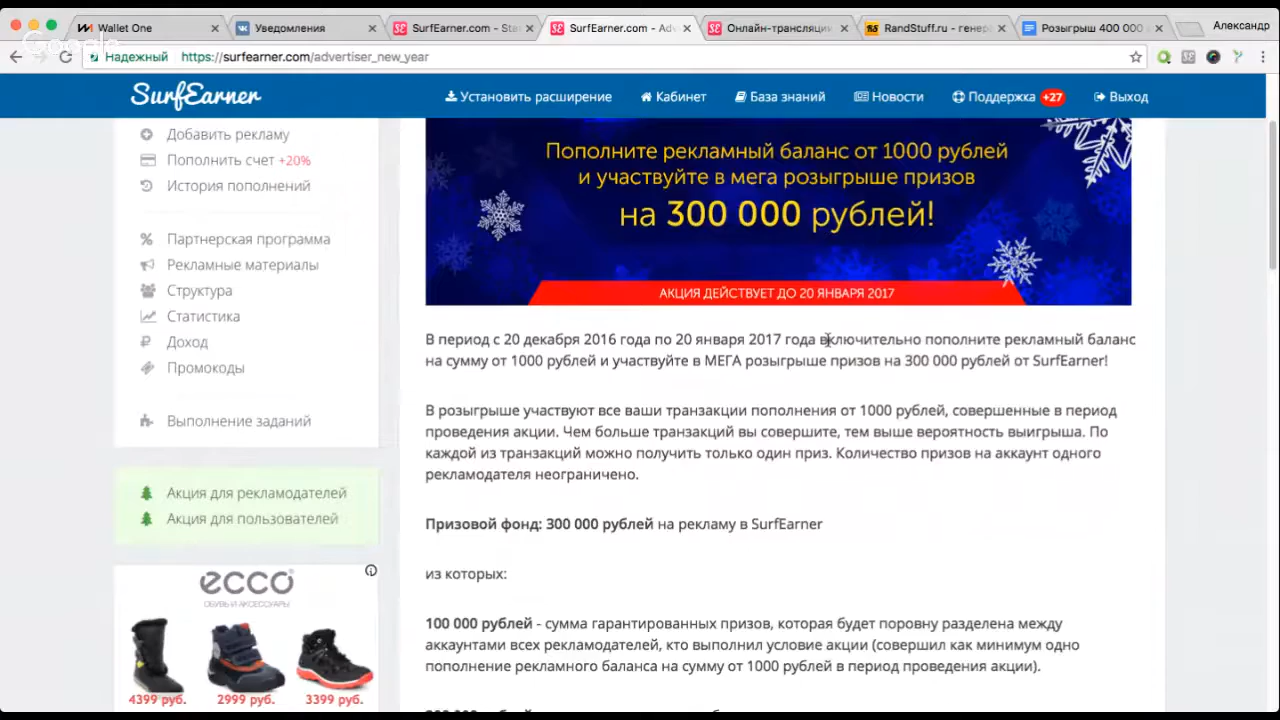 Wallet One
Уведомления
SurfEarner.com - Sta
SurfEarner.com - Adv
Онлайн-трансляци
RandStuff.ru - генер
Розыгрыш 400 000
Александр
Google
Надежный
https://surfearner.com/advertiser_new_year
SurfEarner
Установить расширение
Кабинет
База знаний
Новости
Поддержка +27
Выход
Добавить рекламу
Пополнить счет +20%
История пополнений
Партнерская программа
Рекламные материалы
Структура
Статистика
Доход
Промокоды
Выполнение заданий
Акция для рекламодателей
Акция для пользователей
ecco
ОБУВЬ И АКСЕССУАРЫ
4399 руб. 2999 руб. 3399 руб.
Пополните рекламный баланс от 1000 рублей
и участвуйте в мега розыгрыше призов
на 300 000 рублей!
АКЦИЯ ДЕЙСТВУЕТ ДО 20 ЯНВАРЯ 2017
В период с 20 декабря 2016 года по 20 января 2017 года включительно пополните рекламный баланс
на сумму от 1000 рублей и участвуйте в МЕГА розыгрыше призов на 300 000 рублей от SurfEarner!
В розыгрыше участвуют все ваши транзакции пополнения от 1000 рублей, совершенные в период
проведения акции. Чем больше транзакций вы совершите, тем выше вероятность выигрыша. По
каждой из транзакций можно получить только один приз. Количество призов на аккаунт одного
рекламодателя неограничено.
Призовой фонд: 300 000 рублей на рекламу в SurfEarner
из которых:
100 000 рублей - сумма гарантированных призов, которая будет поровну разделена между
аккаунтами всех рекламодателей, кто выполнил условие акции (совершил как минимум одно
пополнение рекламного баланса на сумму от 1000 рублей в период проведения акции).